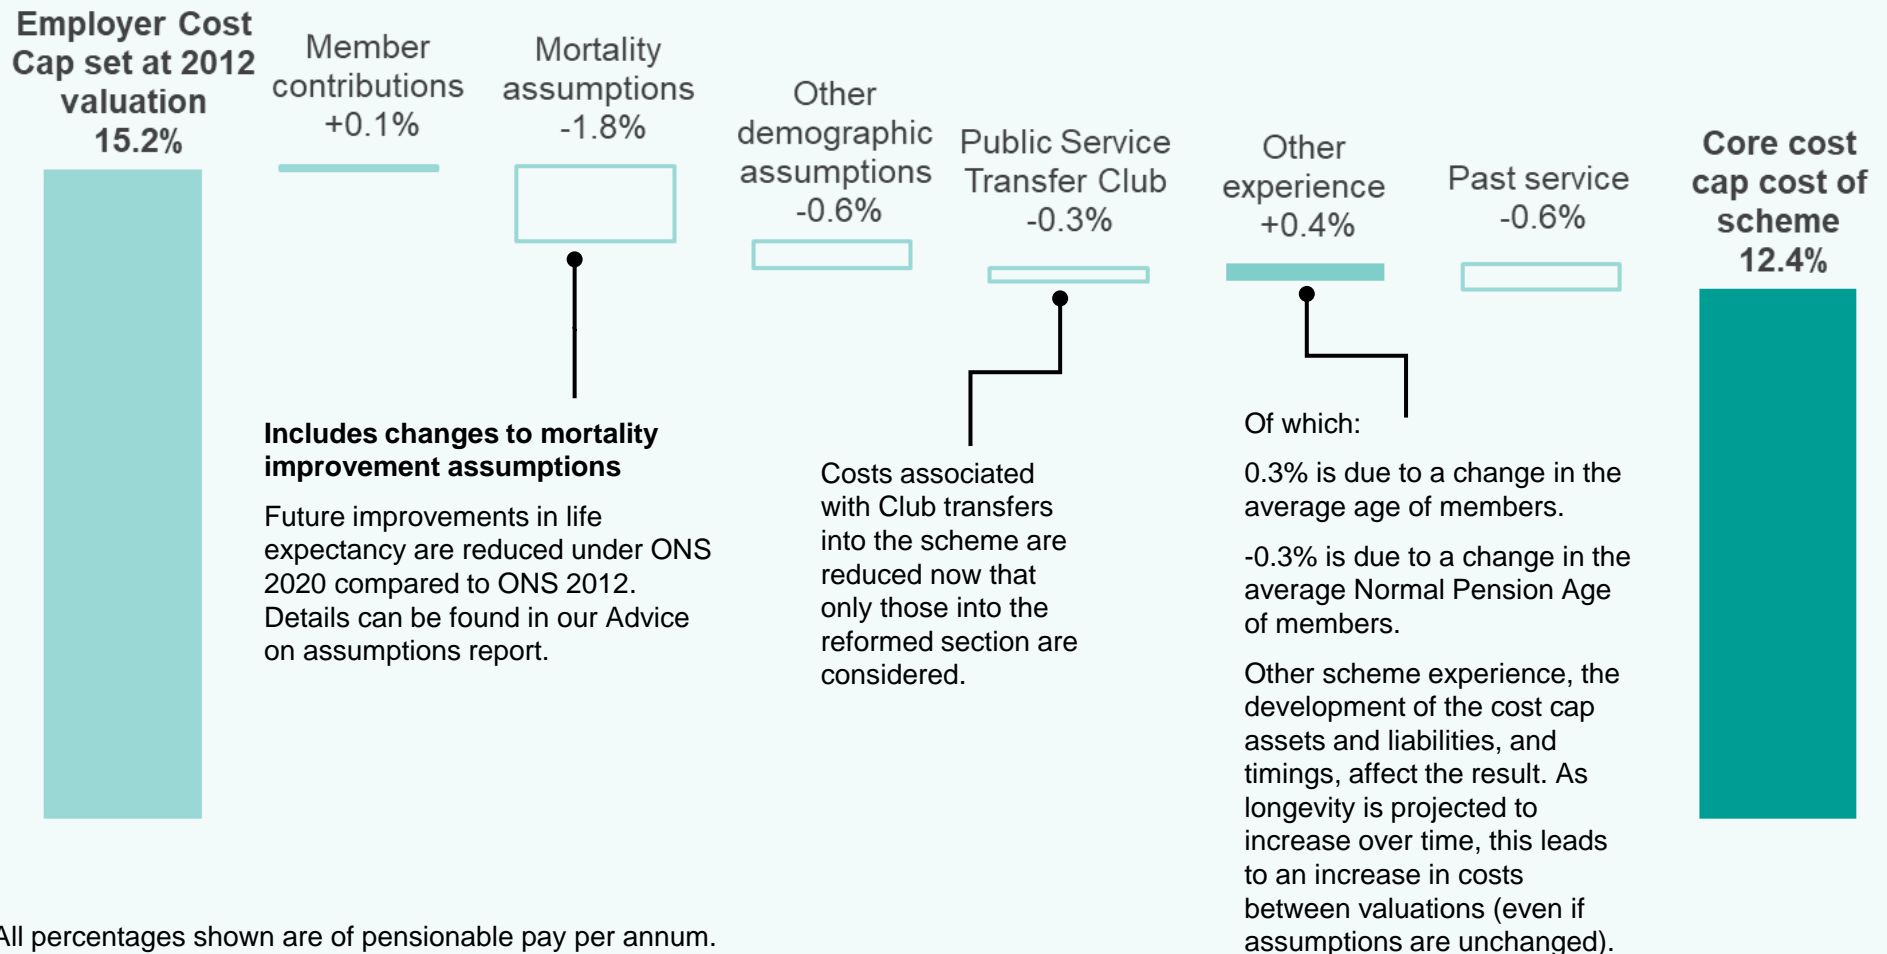 Employer Cost
Cap set at 2012
valuation
15.2%
Member
contributions
+0.1%
Mortality
assumptions
-1.8%
Other
demographic
assumptions
-0.6%
Public Service
Transfer Club
-0.3%
Other
experience
+0.4%
Past service
-0.6%
Core cost
cap cost of
scheme
12.4%
Includes changes to mortality
improvement assumptions
Future improvements in life
expectancy are reduced under ONS
2020 compared to ONS 2012.
Details can be found in our Advice
on assumptions report.
Costs associated
with Club transfers
into the scheme are
reduced now that
only those into the
reformed section are
considered.
Of which:
0.3% is due to a change in the
average age of members.
-0.3% is due to a change in the
average Normal Pension Age
of members.
Other scheme experience, the
development of the cost cap
assets and liabilities, and
timings, affect the result. As
longevity is projected to
increase over time, this leads
to an increase in costs
between valuations (even if
assumptions are unchanged).
All percentages shown are of pensionable pay per annum.